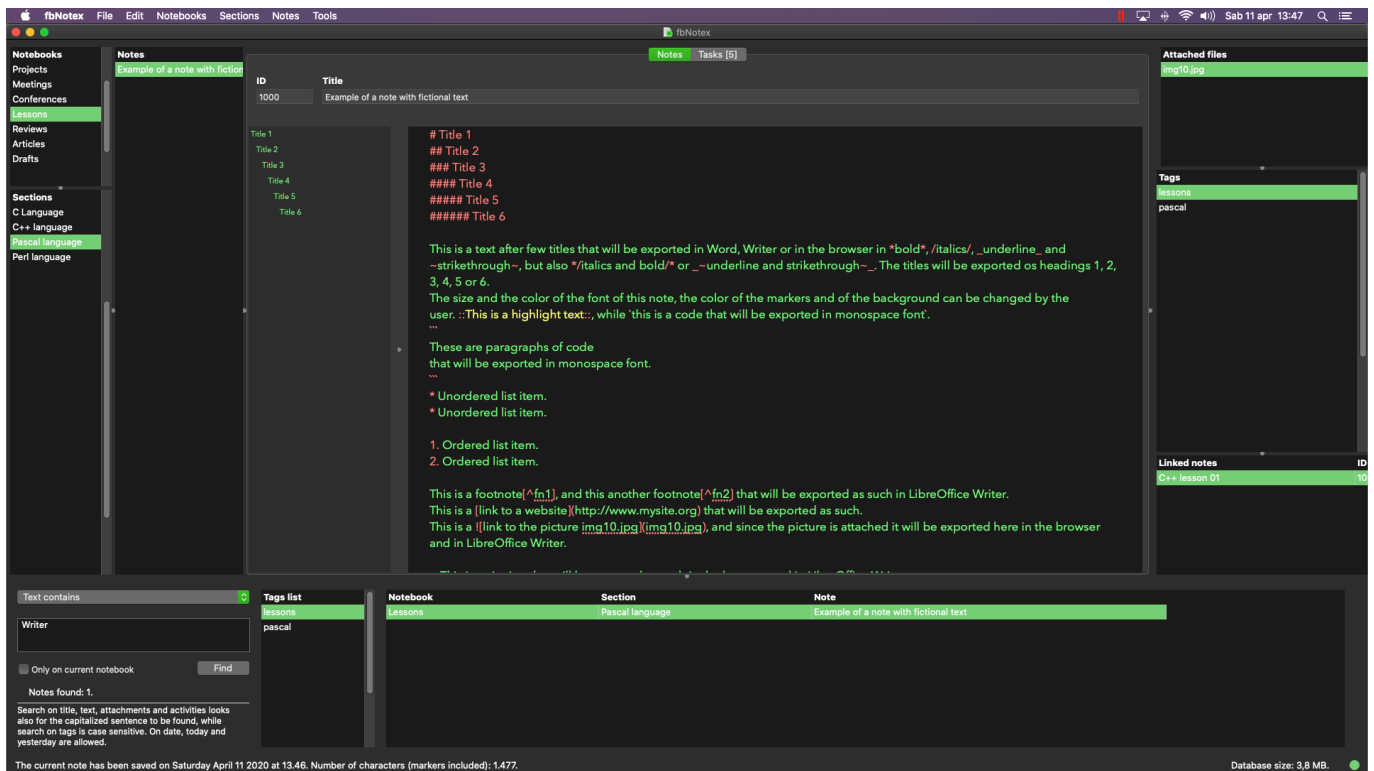 fbNotex File Edit Notebooks Sections Notes Tools
Sab 11 apr 13:47
fbNotex
Notebooks
Projects
Meetings
Conferences
Lessons
Reviews
Articles
Drafts
Sections
C Language
C++ language
Pascal language
Perl language
Notes
Example of a note with fiction
Notes Tasks [5]
ID Title
1000 Example of a note with fictional text
Title 1
Title 2
Title 3
Title 4
Title 5
Title 6
# Title 1
## Title 2
### Title 3
#### Title 4
##### Title 5
###### Title 6
This is a text after few titles that will be exported in Word, Writer or in the browser in *bold*, /italics/, _underline_ and
~strikethrough~, but also */italics and bold/* or _~underline and strikethrough~_. The titles will be exported os headings 1, 2,
3, 4, 5 or 6.
The size and the color of the font of this note, the color of the markers and of the background can be changed by the
user. ::This is a highlight text::, while `this is a code that will be exported in monospace font`.
```
These are paragraphs of code
that will be exported in monospace font.
```
* Unordered list item.
* Unordered list item.
1. Ordered list item.
2. Ordered list item.
This is a footnote[^fn1], and this another footnote[^fn2] that will be exported as such in LibreOffice Writer.
This is a [link to a website](http://www.mysite.org) that will be exported as such.
This is a ![link to the picture img10.jpg](img10.jpg), and since the picture is attached it will be exported here in the browser
and in LibreOffice Writer.
Attached files
img10.jpg
Tags
lessons
pascal
Linked notes ID
C++ lesson 01 10
Text contains
Writer
Only on current notebook
Find
Notes found: 1.
Search on title, text, attachments and activities looks
also for the capitalized sentence to be found, while
search on tags is case sensitive. On date, today and
yesterday are allowed.
Tags list
lessons
pascal
Notebook Section Note
Lessons Pascal language Example of a note with fictional text
The current note has been saved on Saturday April 11 2020 at 13.46. Number of characters (markers included): 1.477.
Database size: 3,8 MB.